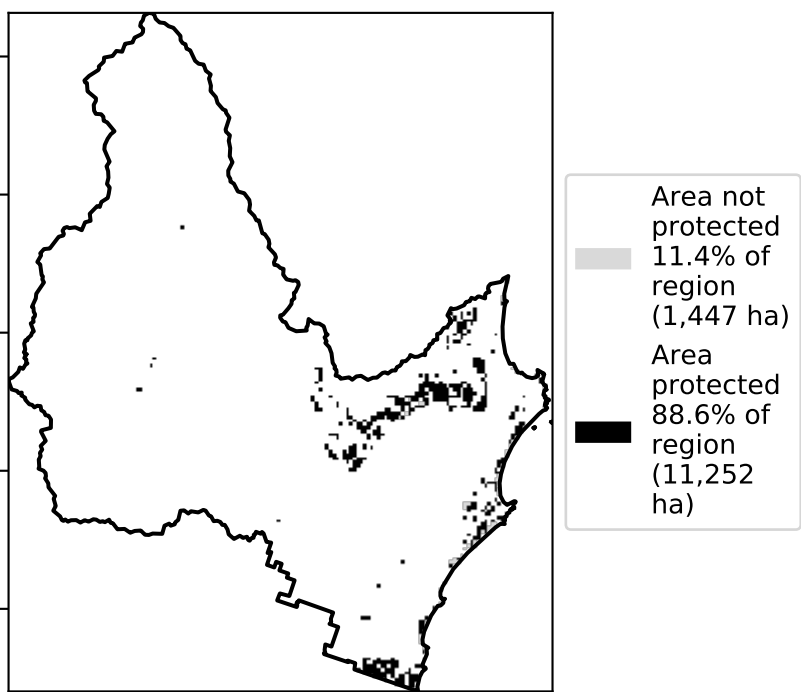 Area not
protected
11.4% of
region
(1,447 ha)
Area
protected
88.6% of
region
(11,252
ha)